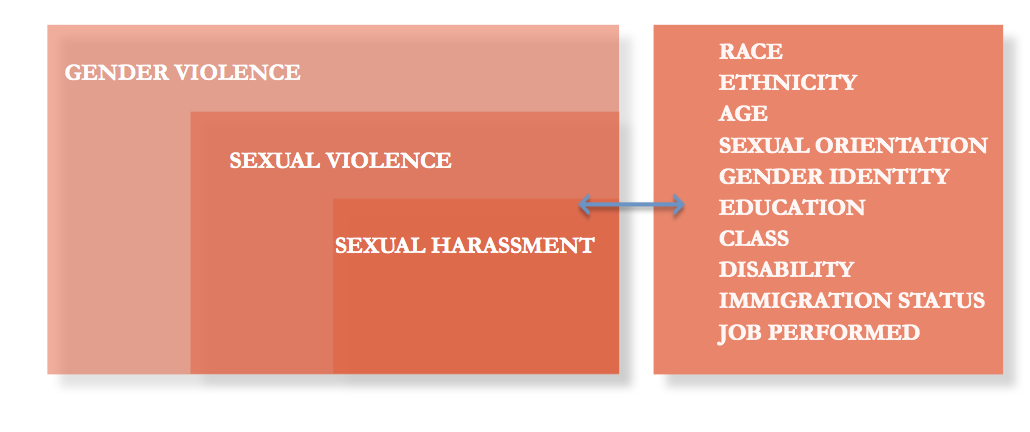 GENDER VIOLENCE
SEXUAL VIOLENCE
SEXUAL HARASSMENT
RACE
ETHNICITY
AGE
SEXUAL ORIENTATION
GENDER IDENTITY
EDUCATION
CLASS
DISABILITY
IMMIGRATION STATUS
JOB PERFORMED